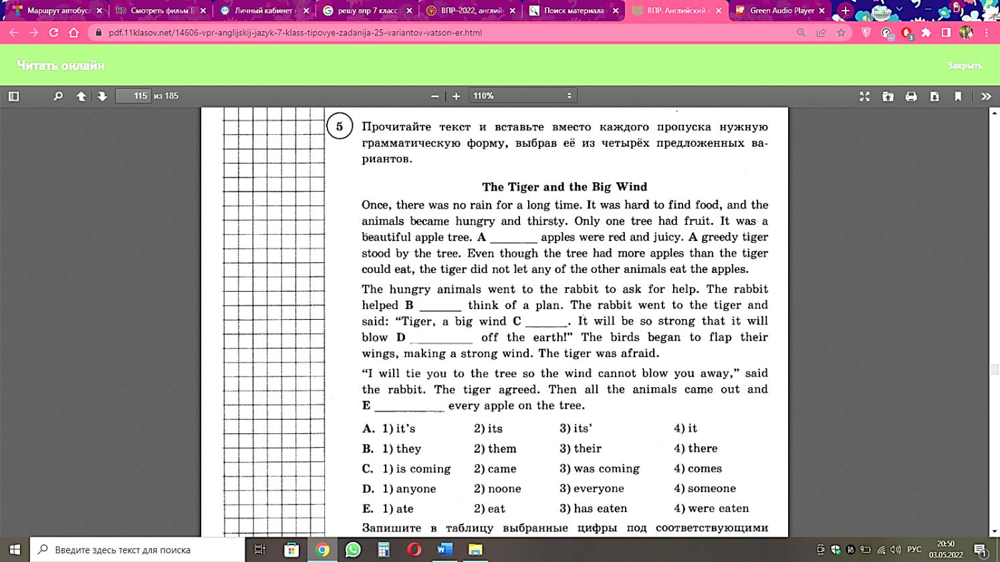 Маршрут автобуса
Смотреть фильм Б
Личный кабинет н
решу впр 7 класс
ВПР–2022, англий
Поиск материала
ВПР. Английский
Green Audio Player
pdf.11klasov.net/14606-vpr-anglijskij-jazyk-7-klass-tipovye-zadanija-25-variantov-vatson-er.html
Читать онлайн
Закрыть
115 из 185
110%
5 Прочитайте текст и вставьте вместо каждого пропуска нужную
грамматическую форму, выбрав её из четырёх предложенных ва-
риантов.
The Tiger and the Big Wind
Once, there was no rain for a long time. It was hard to find food, and the
animals became hungry and thirsty. Only one tree had fruit. It was a
beautiful apple tree. A ________ apples were red and juicy. A greedy tiger
stood by the tree. Even though the tree had more apples than the tiger
could eat, the tiger did not let any of the other animals eat the apples.
The hungry animals went to the rabbit to ask for help. The rabbit
helped B _______ think of a plan. The rabbit went to the tiger and
said: “Tiger, a big wind C _______. It will be so strong that it will
blow D __________ off the earth!” The birds began to flap their
wings, making a strong wind. The tiger was afraid.
“I will tie you to the tree so the wind cannot blow you away,” said
the rabbit. The tiger agreed. Then all the animals came out and
E ___________ every apple on the tree.
A. 1) it’s 2) its 3) its’ 4) it
B. 1) they 2) them 3) their 4) there
C. 1) is coming 2) came 3) was coming 4) comes
D. 1) anyone 2) noone 3) everyone 4) someone
E. 1) ate 2) eat 3) has eaten 4) were eaten
Запишите в таблицу выбранные цифры под соответствующими
Введите здесь текст для поиска
РУС
20:50
03.05.2022